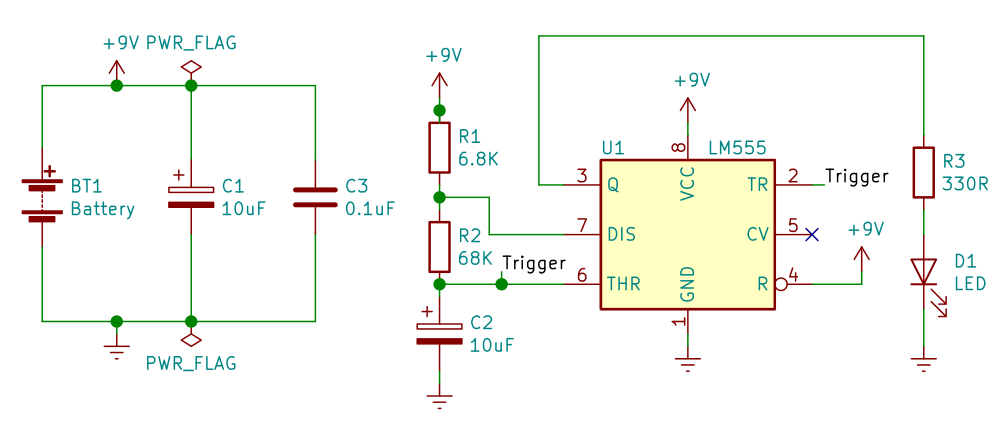 +9V PWR_FLAG
BT1
Battery
C1
10uF
C3
0.1uF
PWR_FLAG
+9V
R1
6.8K
R2
68K
Trigger
C2
10uF
+9V
U1 LM555
8
VCC
3 Q
7 DIS
6 THR
TR 2 Trigger
CV 5
R 4
GND
1
+9V
R3
330R
D1
LED